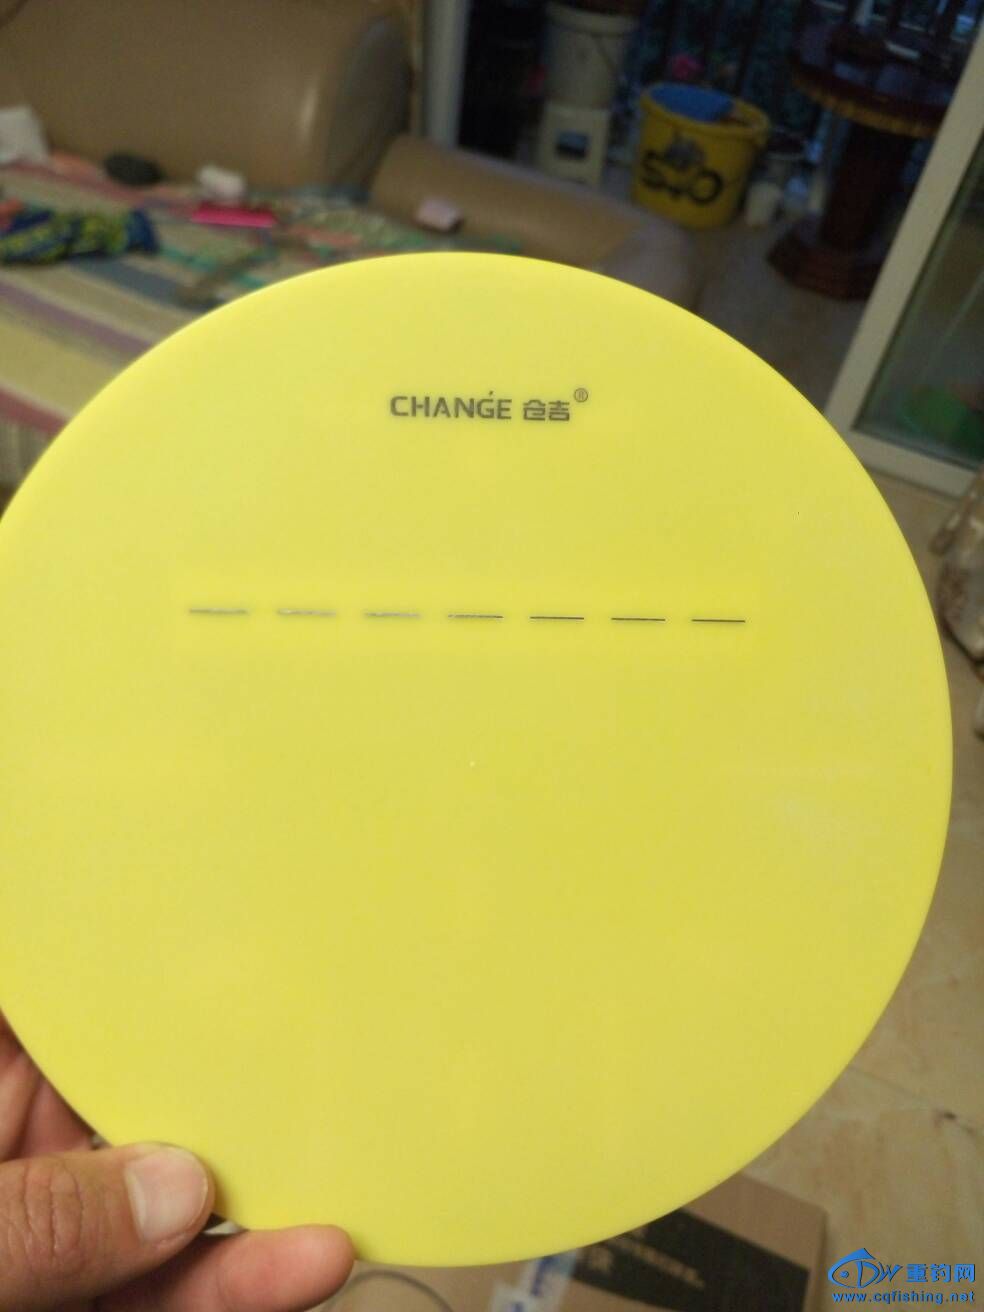 CHANGE 仓吉®
重钓网
www.cqfishing.net